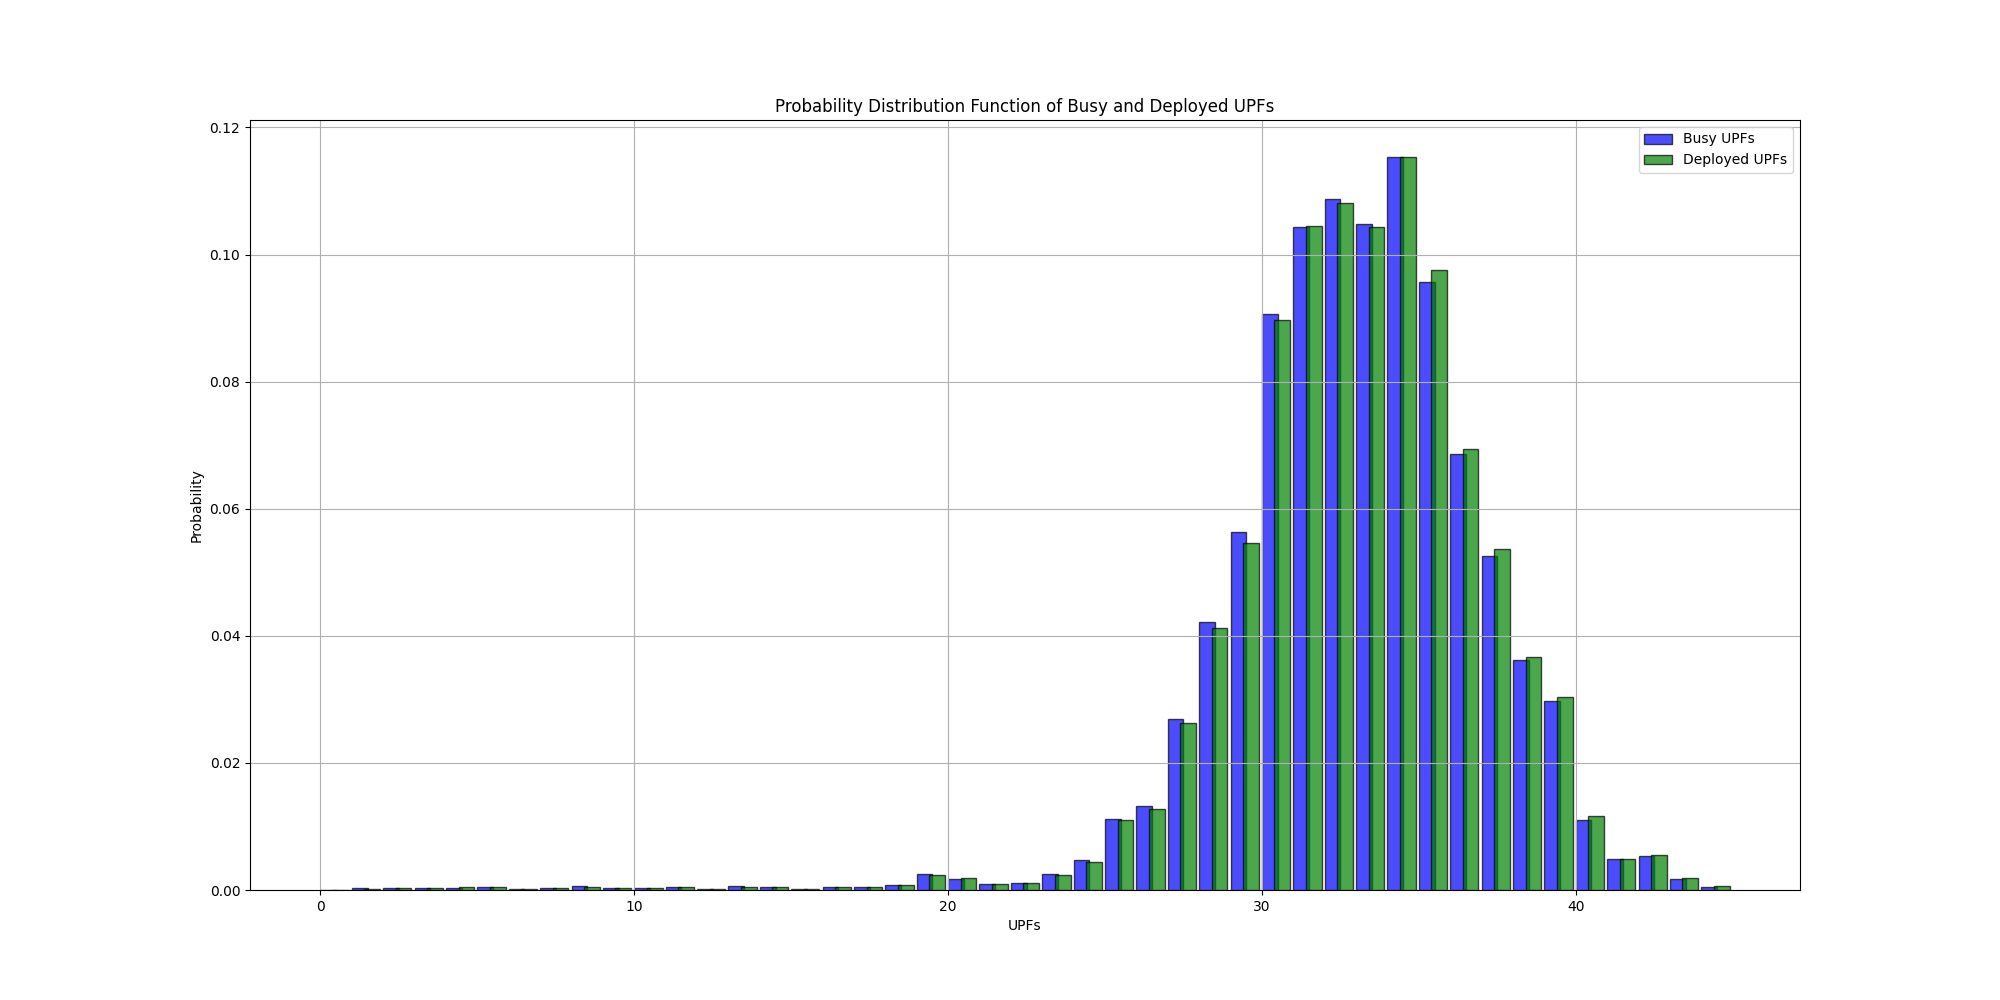 Probability Distribution Function of Busy and Deployed UPFs
0.12
0.10
0.08
0.06
0.04
0.02
0.00
Probability
Busy UPFs
Deployed UPFs
0 10 20 30 40
UPFs